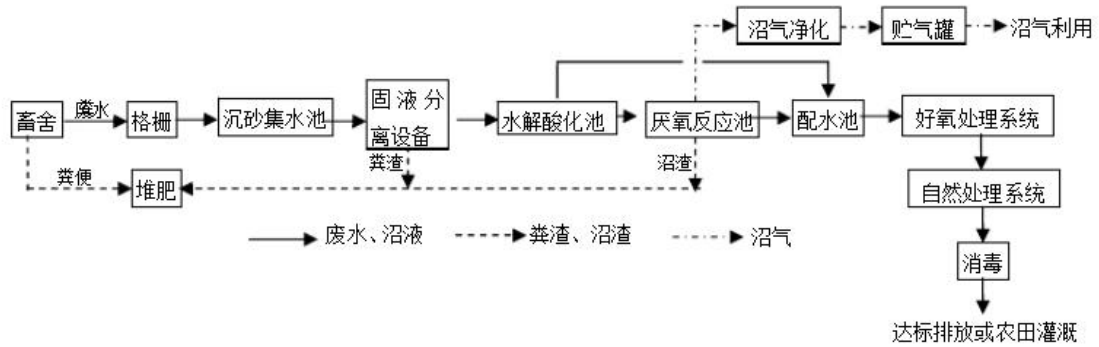 沼气净化
贮气罐
沼气利用
畜舍
废水
格栅
沉砂集水池
固液分
离设备
水解酸化池
厌氧反应池
配水池
好氧处理系统
粪便
堆肥
粪渣
沼渣
自然处理系统
废水、沼液
粪渣、沼渣
沼气
消毒
达标排放或农田灌溉